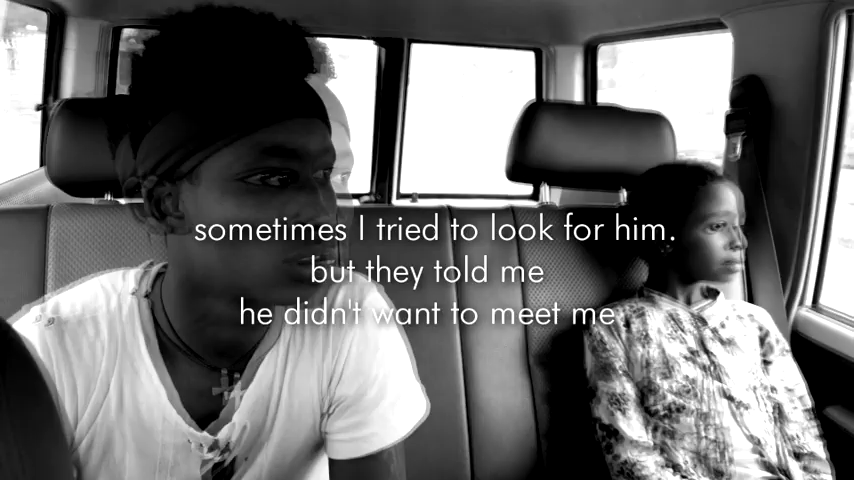 sometimes I tried to look for him.
but they told me
he didn't want to meet me